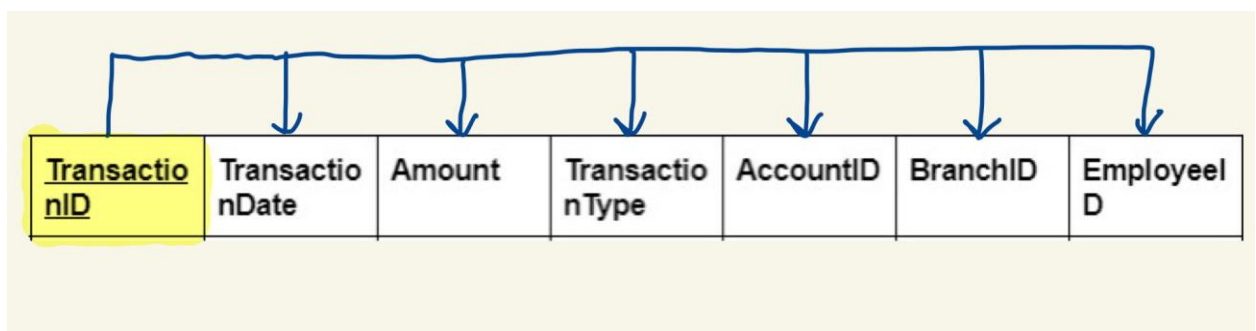 Transactio
nID
Transactio
nDate
Amount
Transactio
nType
AccountID
BranchID
EmployeeI
D